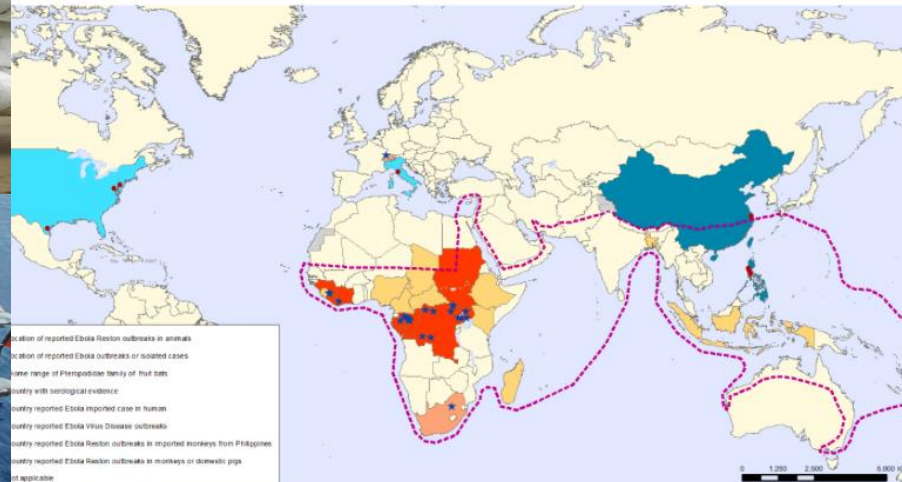 ocation of reported Ebola Reston outbreaks in animals
ocation of reported Ebola outbreaks or isolated cases
ome range of Pteropodidae family of fruit bats
ountry with serological evidence
ountry reported Ebola imported case in human
ountry reported Ebola Virus Disease outbreaks
ountry reported Ebola Reston outbreaks in imported monkeys from Philippines
ountry reported Ebola Reston outbreaks in monkeys or domestic pigs
ot applicable
0 1,250 2,500 5,000 K